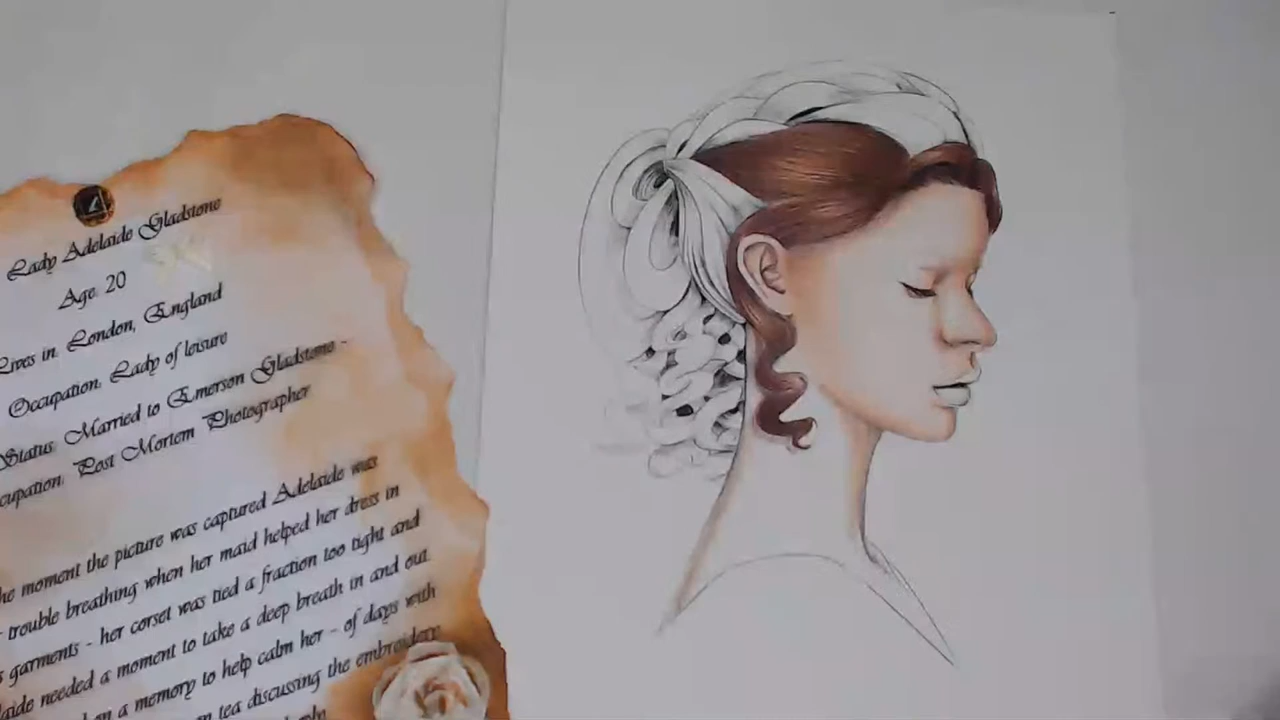 Lady Adelaide Gladstone
Age: 20
Lives in: London, England
Occupation: Lady of leisure
Status: Married to Emerson Gladstone -
Occupation: Post Mortem Photographer
the moment the picture was captured Adelaide was
trouble breathing when her maid helped her dress in
garments - her corset was tied a fraction too tight and
needed a moment to take a deep breath in and out
a memory to help calm her - of days with
tea discussing the embroidery